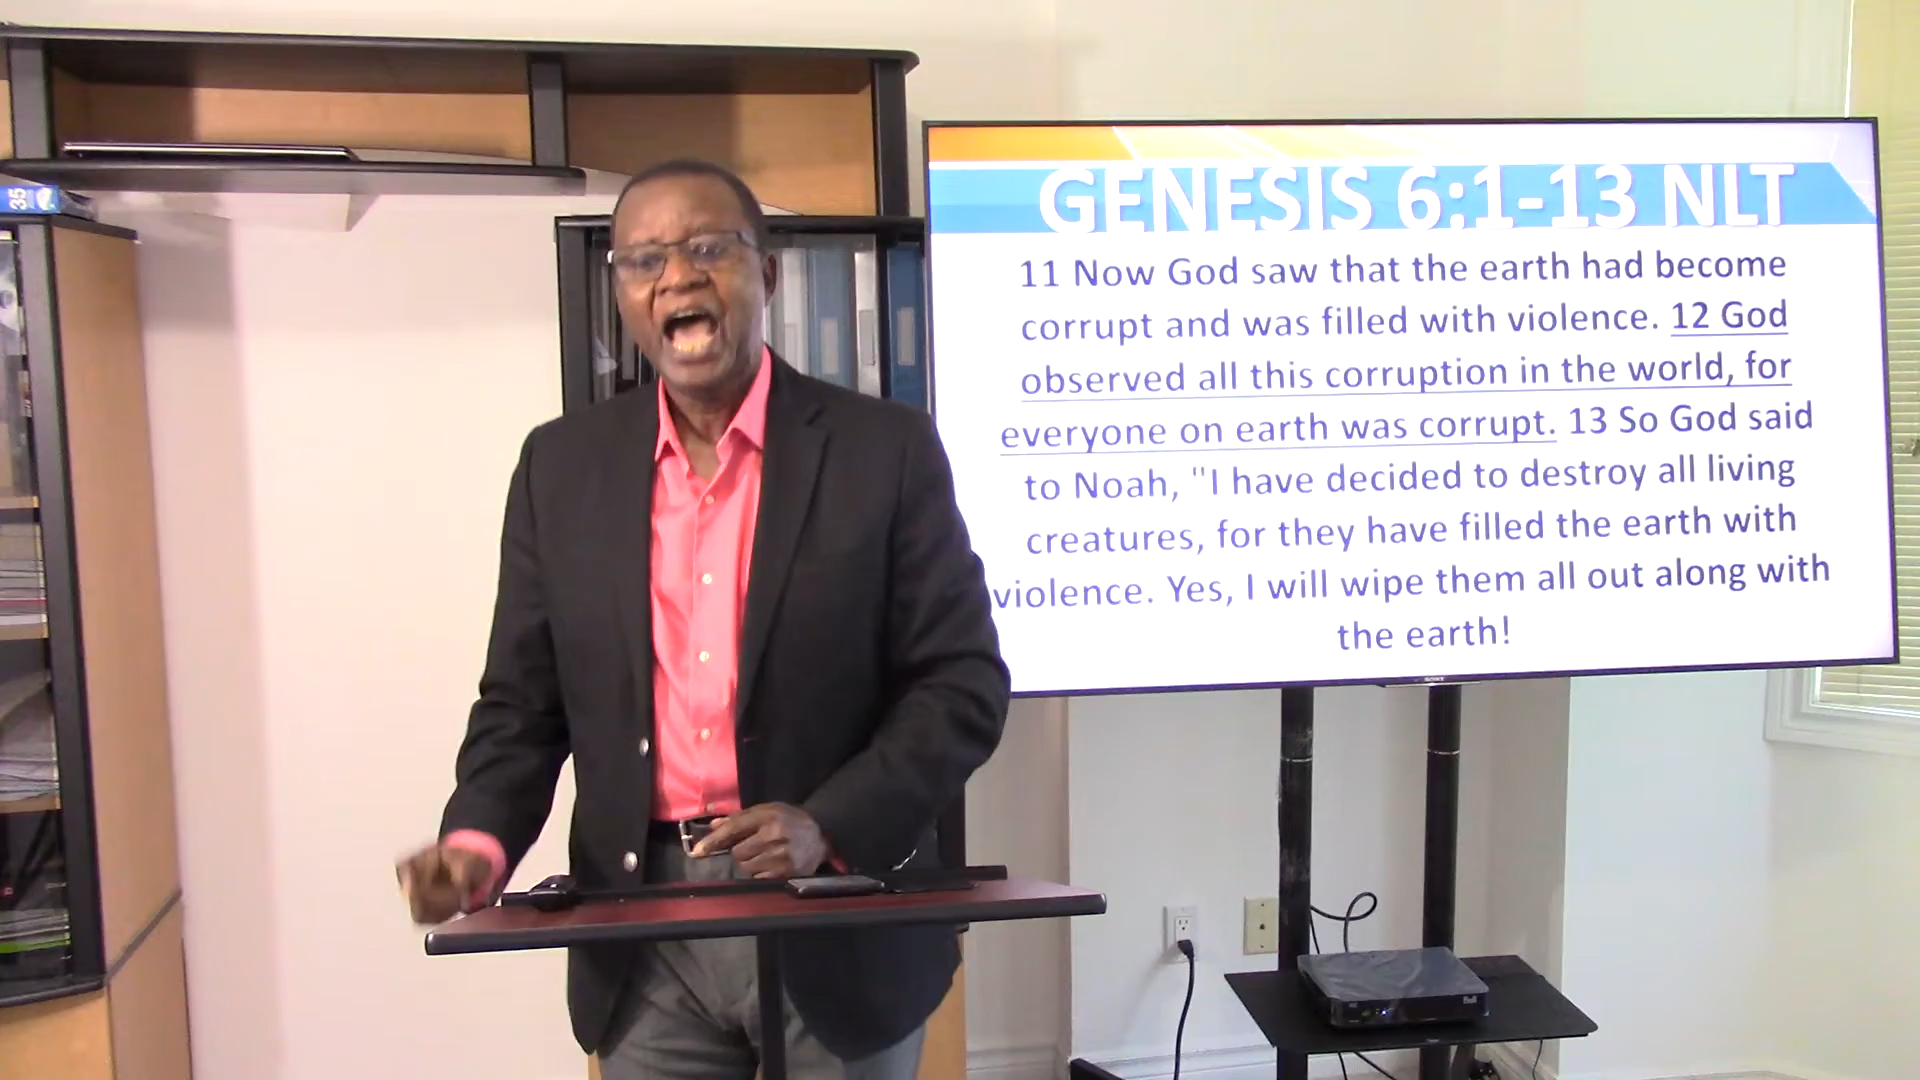 GENESIS 6:1-13 NLT
11 Now God saw that the earth had become
corrupt and was filled with violence. 12 God
observed all this corruption in the world, for
everyone on earth was corrupt. 13 So God said
to Noah, "I have decided to destroy all living
creatures, for they have filled the earth with
violence. Yes, I will wipe them all out along with
the earth!
SONY
Bell
35